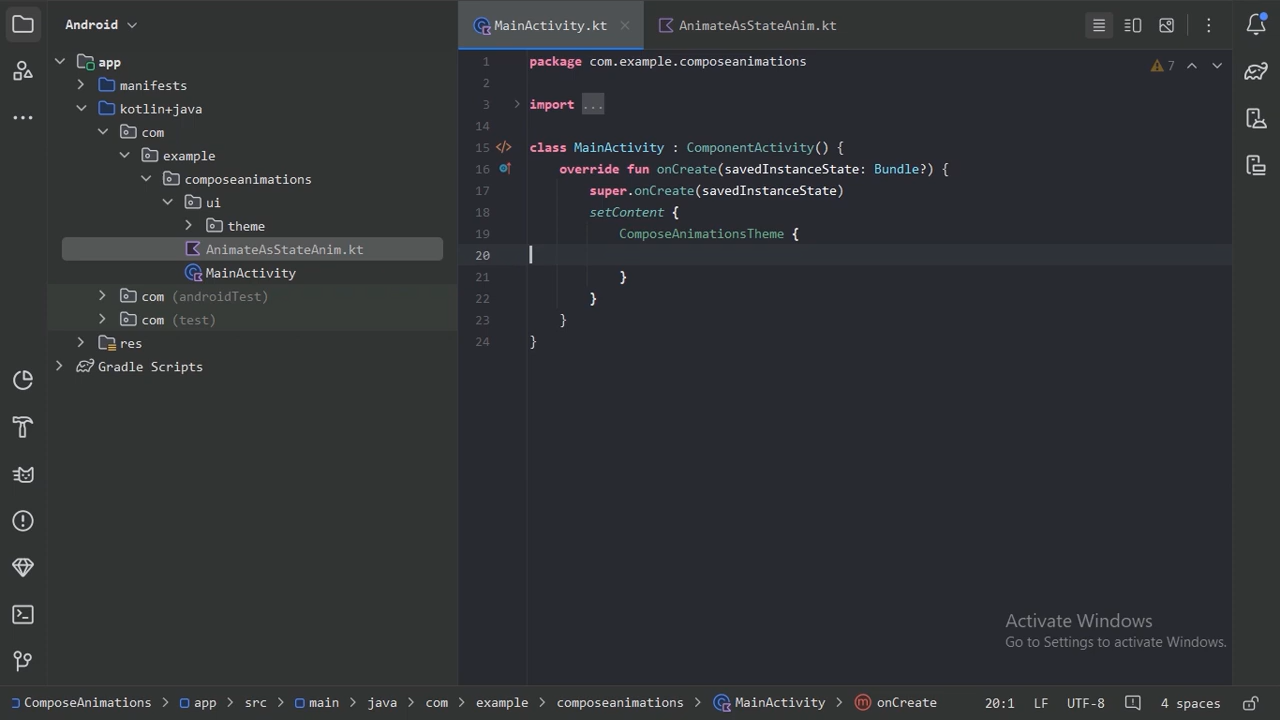 Android
MainActivity.kt
AnimateAsStateAnim.kt
app
manifests
kotlin+java
com
example
composeanimations
ui
theme
AnimateAsStateAnim.kt
MainActivity
com (androidTest)
com (test)
res
Gradle Scripts
7
1 package com.example.composeanimations
2
3 import ...
14
15 class MainActivity : ComponentActivity() {
16 override fun onCreate(savedInstanceState: Bundle?) {
17 super.onCreate(savedInstanceState)
18 setContent {
19 ComposeAnimationsTheme {
20
21 }
22 }
23 }
24 }
Activate Windows
Go to Settings to activate Windows.
ComposeAnimations > app > src > main > java > com > example > composeanimations > MainActivity > onCreate 20:1 LF UTF-8 4 spaces